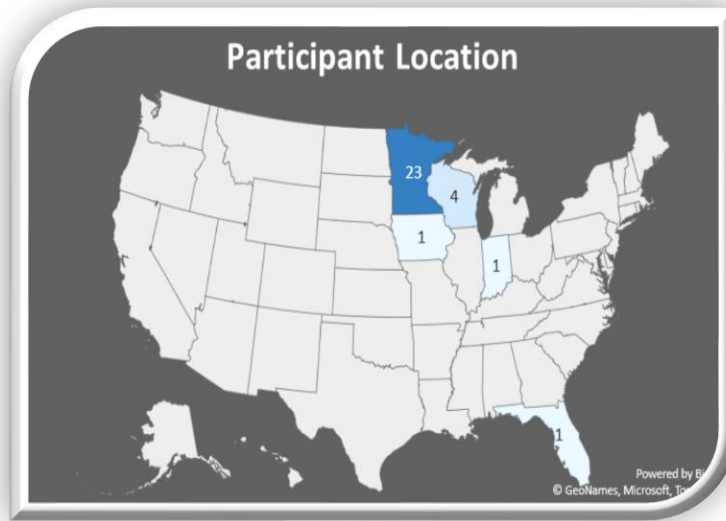 Participant Location
23
4
1
1
1
Powered by
© GeoNames, Microsoft,